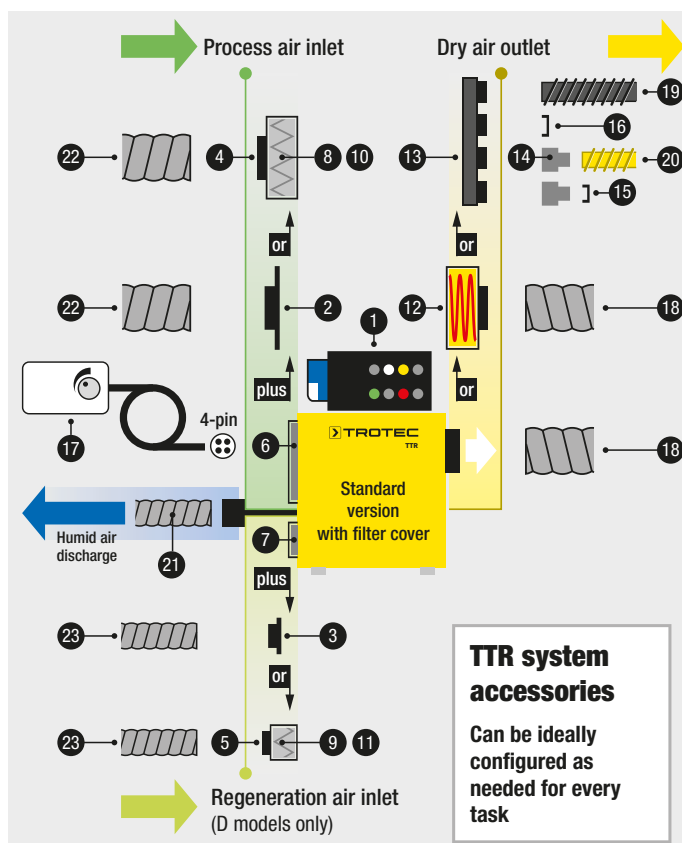 Process air inlet
Dry air outlet
19
16
22
4
8
10
13
14
20
15
or
or
22
2
12
18
1
plus
or
17
4-pin
6
TROTEC
TTR
18
Standard
version
with filter cover
Humid air
discharge
21
7
plus
23
3
or
TTR system
accessories
Can be ideally
configured as
needed for every
task
23
5
9
11
Regeneration air inlet
(D models only)